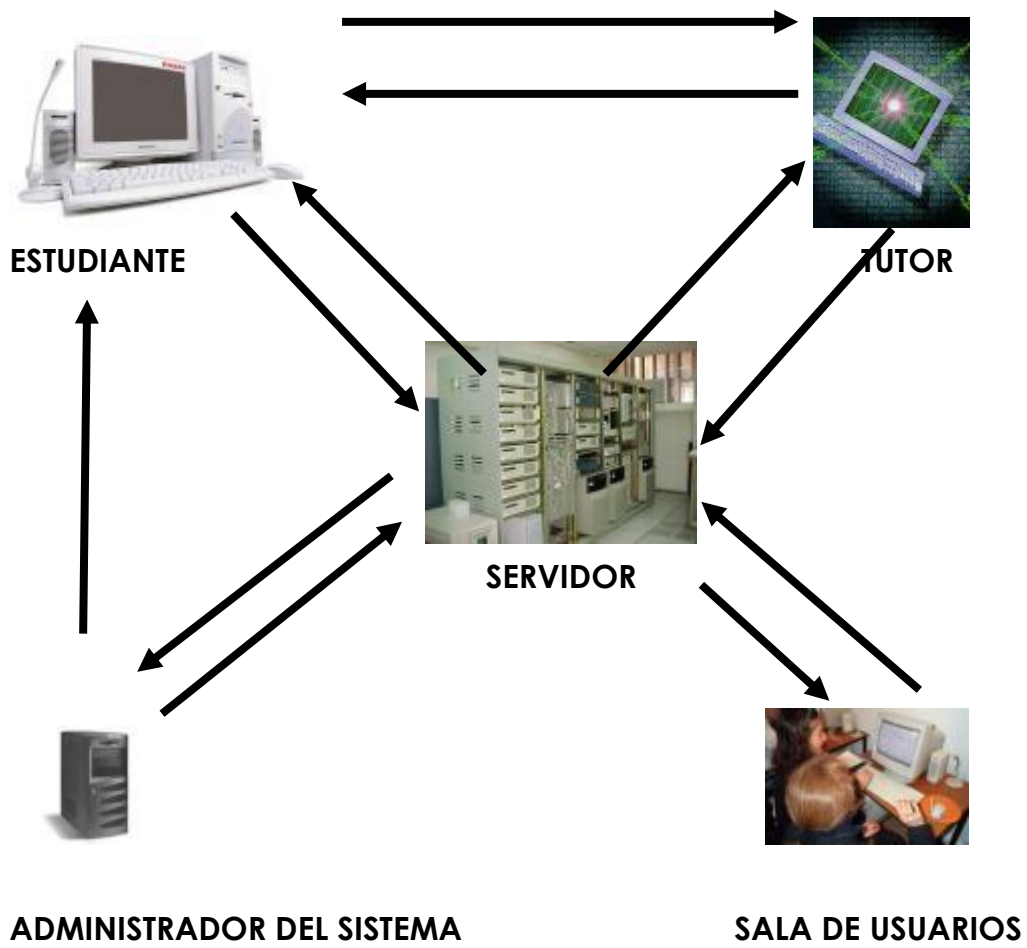 ESTUDIANTE
TUTOR
SERVIDOR
ADMINISTRADOR DEL SISTEMA
SALA DE USUARIOS